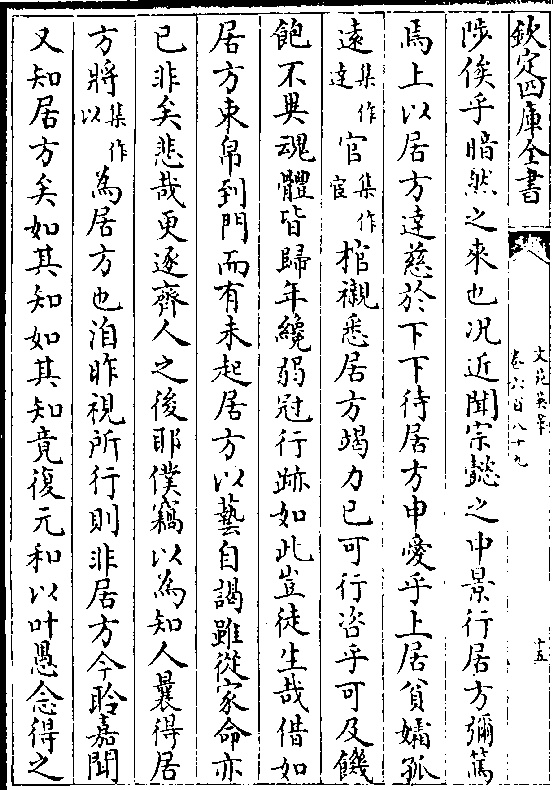 欽定四庫全書
文苑英華
卷六百八十九
十五
陟俟乎暗然之來也况近聞宗懿之中景行居方彌篤
焉上以居方達慈於下下待居方申愛乎上居貧孀孤
遠集作達官集作宦棺襯悉居方竭力已可行咨乎可及饑
飽不異魂體皆歸年纔弱冠行跡如此豈徒生哉借如
居方束帛到門而有未起居方以藝自謁雖從家命亦
已非矣悲哉更逐齊人之後耶僕竊以為知人曩得居
方將集作以為居方也洎昨視所行則非居方今聆嘉聞
又知居方矣如其知如其知竟復元和以叶愚念得之